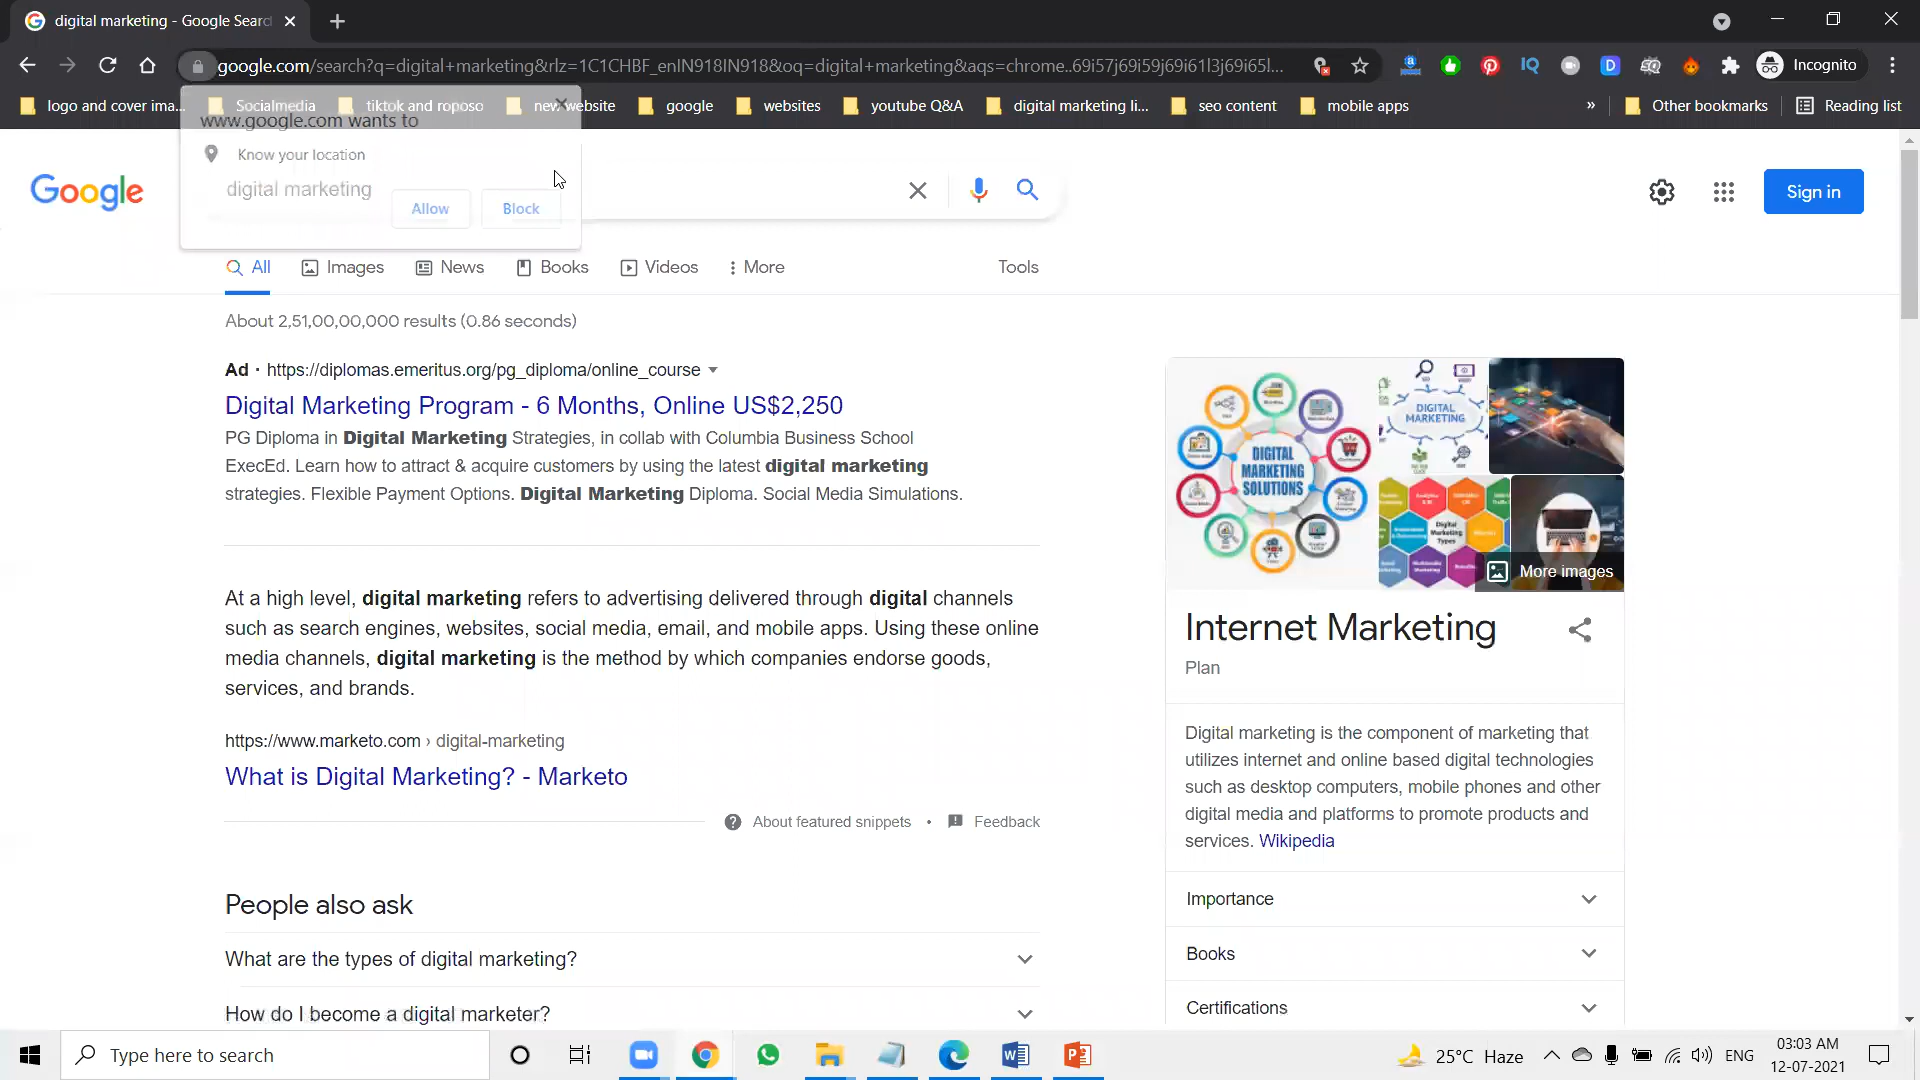 digital marketing - Google Searc
google.com/search?q=digital+marketing&rlz=1C1CHBF_enIN918IN918&oq=digital+marketing&aqs=chrome..69i57j69i59j69i61l3j69i65l...
Incognito
logo and cover ima...
Socialmedia
tiktok and roposo
new website
google
websites
youtube Q&A
digital marketing li...
seo content
mobile apps
»
Other bookmarks
Reading list
www.google.com wants to
Know your location
Allow
Block
Google
digital marketing
Sign in
All
Images
News
Books
Videos
More
Tools
About 2,51,00,00,000 results (0.86 seconds)
Ad · https://diplomas.emeritus.org/pg_diploma/online_course
Digital Marketing Program - 6 Months, Online US$2,250
PG Diploma in Digital Marketing Strategies, in collab with Columbia Business School
ExecEd. Learn how to attract & acquire customers by using the latest digital marketing
strategies. Flexible Payment Options. Digital Marketing Diploma. Social Media Simulations.
At a high level, digital marketing refers to advertising delivered through digital channels
such as search engines, websites, social media, email, and mobile apps. Using these online
media channels, digital marketing is the method by which companies endorse goods,
services, and brands.
https://www.marketo.com › digital-marketing
What is Digital Marketing? - Marketo
About featured snippets
•
Feedback
People also ask
What are the types of digital marketing?
How do I become a digital marketer?
DIGITAL
MARKETING
SOLUTIONS
DIGITAL
MARKETING
Digital
Marketing
Types
More images
Internet Marketing
Plan
Digital marketing is the component of marketing that
utilizes internet and online based digital technologies
such as desktop computers, mobile phones and other
digital media and platforms to promote products and
services. Wikipedia
Importance
Books
Certifications
Type here to search
25°C Haze
ENG
03:03 AM
12-07-2021